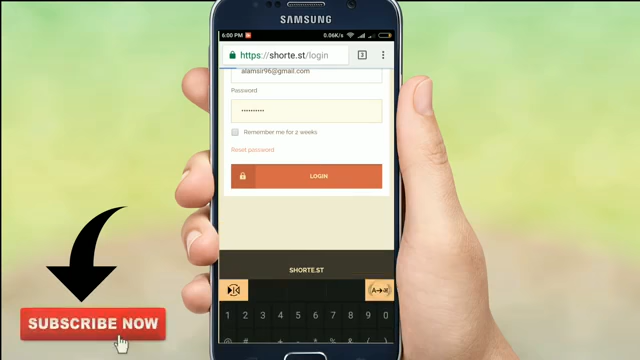 SAMSUNG
6:00 PM 0.06K/s
https://shorte.st/login 3
alamsir96@gmail.com
Password
••••••••••
Remember me for 2 weeks
Reset password
LOGIN
SHORTE.ST
A→
1 2 3 4 5 6 7 8 9 0
@
SUBSCRIBE NOW